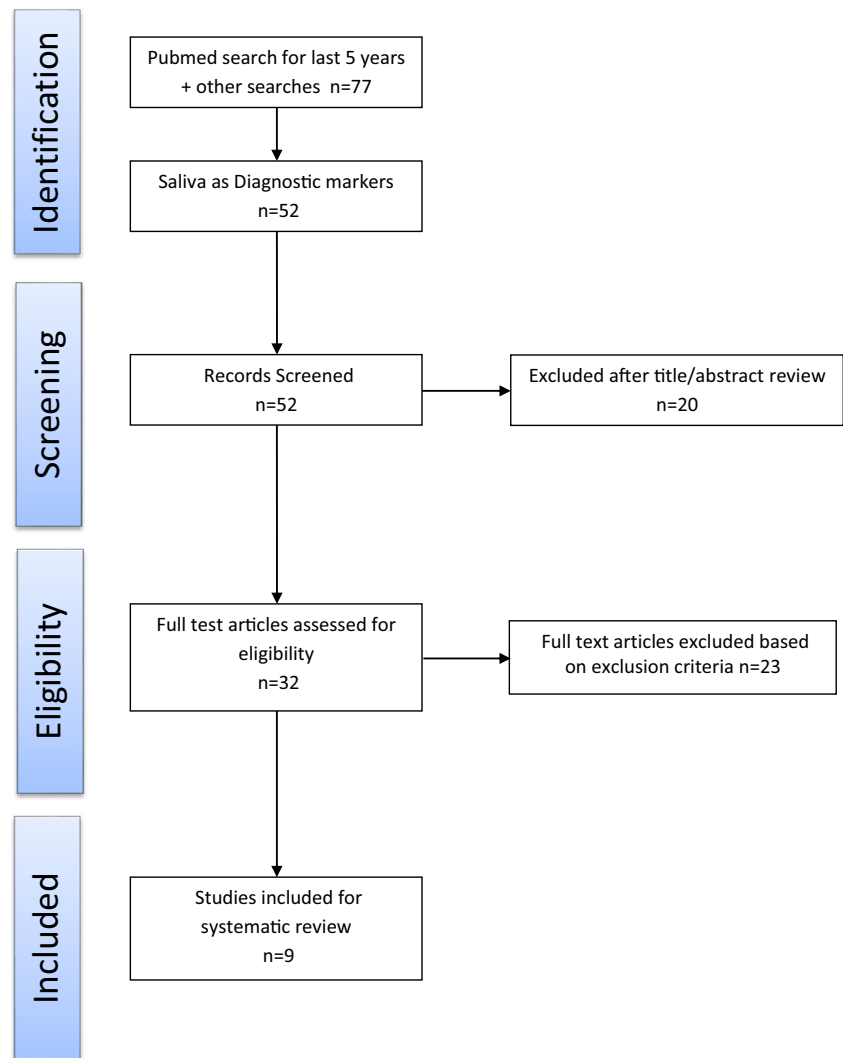 Identification
Pubmed search for last 5 years
+ other searches n=77
Saliva as Diagnostic markers
n=52
Screening
Records Screened
n=52
Excluded after title/abstract review
n=20
Eligibility
Full test articles assessed for
eligibility
n=32
Full text articles excluded based
on exclusion criteria n=23
Included
Studies included for
systematic review
n=9